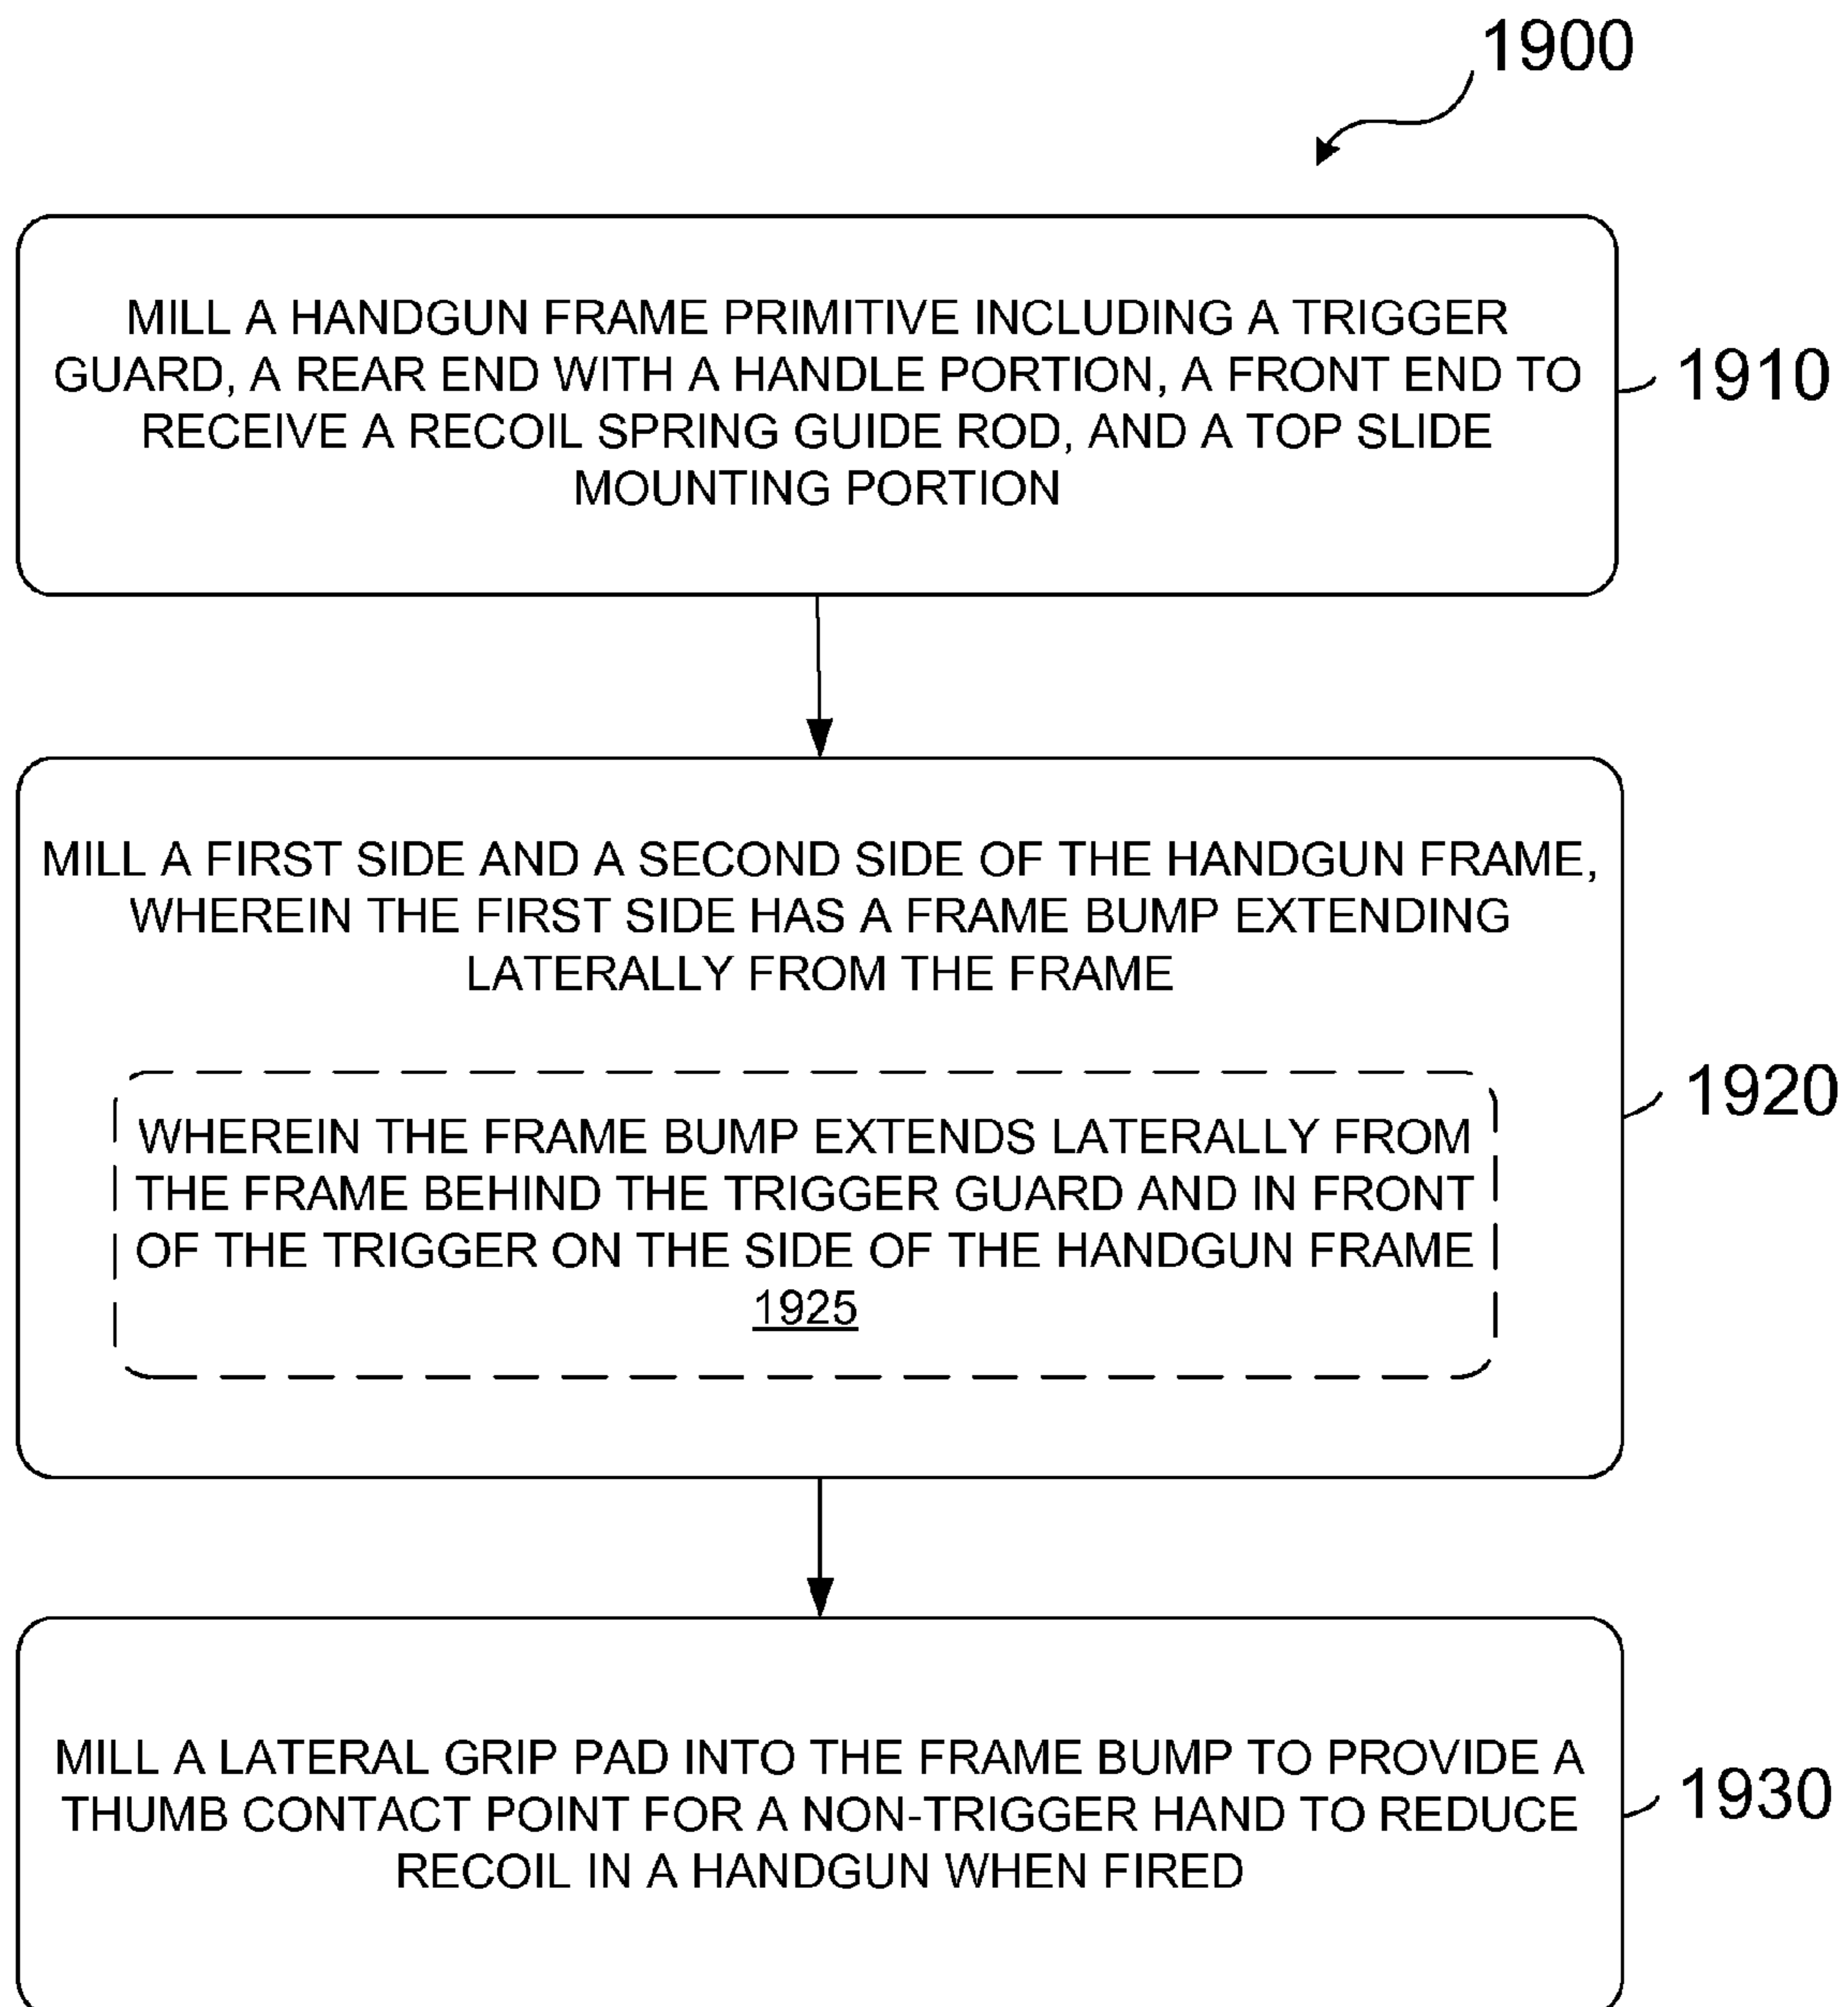 1900
MILL A HANDGUN FRAME PRIMITIVE INCLUDING A TRIGGER
GUARD, A REAR END WITH A HANDLE PORTION, A FRONT END TO
RECEIVE A RECOIL SPRING GUIDE ROD, AND A TOP SLIDE
MOUNTING PORTION
1910
MILL A FIRST SIDE AND A SECOND SIDE OF THE HANDGUN FRAME,
WHEREIN THE FIRST SIDE HAS A FRAME BUMP EXTENDING
LATERALLY FROM THE FRAME
WHEREIN THE FRAME BUMP EXTENDS LATERALLY FROM
THE FRAME BEHIND THE TRIGGER GUARD AND IN FRONT
OF THE TRIGGER ON THE SIDE OF THE HANDGUN FRAME
1925
1920
MILL A LATERAL GRIP PAD INTO THE FRAME BUMP TO PROVIDE A
THUMB CONTACT POINT FOR A NON-TRIGGER HAND TO REDUCE
RECOIL IN A HANDGUN WHEN FIRED
1930